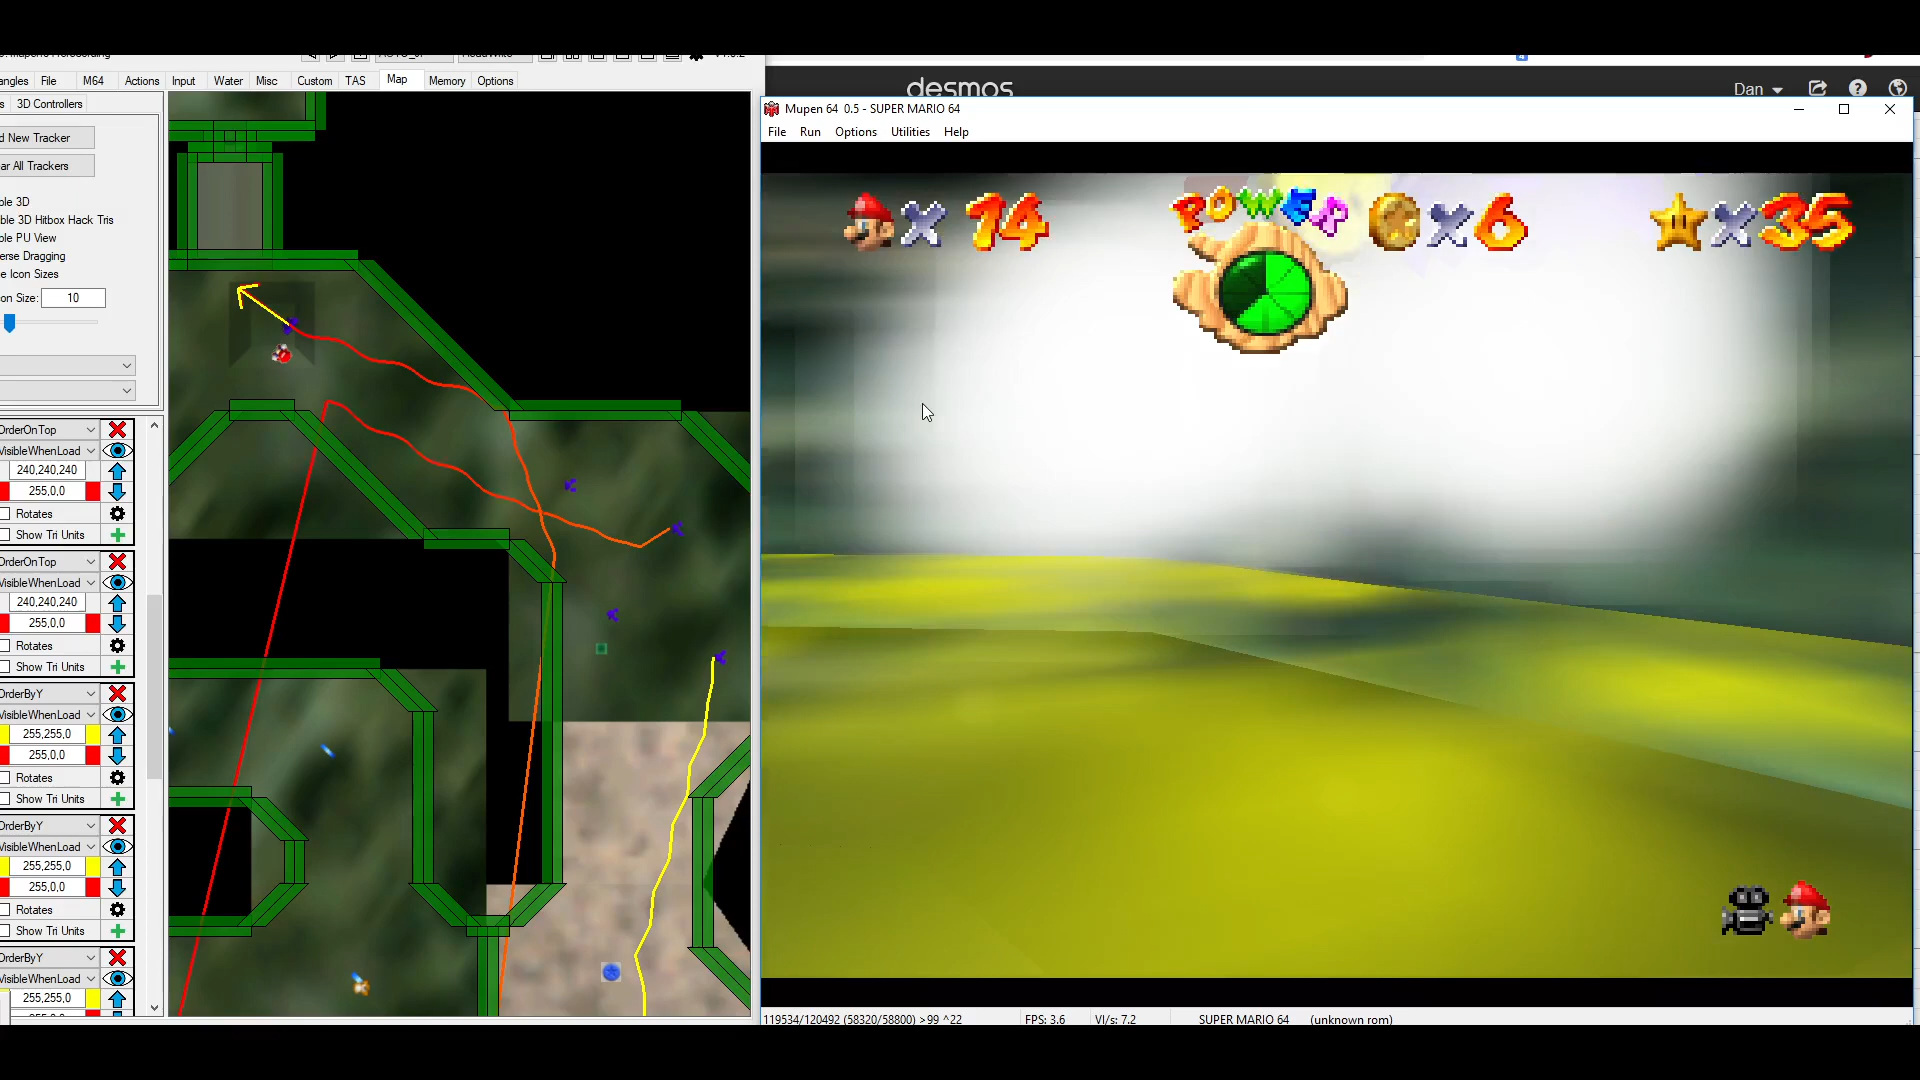 desmos
Dan
angles File M64 Actions Input Water Misc Custom TAS Map Memory Options
s 3D Controllers
d New Tracker
ar All Trackers
ble 3D
ble 3D Hitbox Hack Tris
ble PU View
erse Dragging
e Icon Sizes
on Size: 10
OrderOnTop
VisibleWhenLoad
240,240,240
255,0,0
Rotates
Show Tri Units
OrderOnTop
VisibleWhenLoad
240,240,240
255,0,0
Rotates
Show Tri Units
OrderByY
VisibleWhenLoad
255,255,0
255,0,0
Rotates
Show Tri Units
OrderByY
VisibleWhenLoad
255,255,0
255,0,0
Rotates
Show Tri Units
OrderByY
VisibleWhenLoad
255,255,0
Mupen 64 0.5 - SUPER MARIO 64
File Run Options Utilities Help
x 14 POWER x 6 x 35
119534/120492 (58320/58800) >99 ^22 FPS: 3.6 VI/s: 7.2 SUPER MARIO 64 (unknown rom)